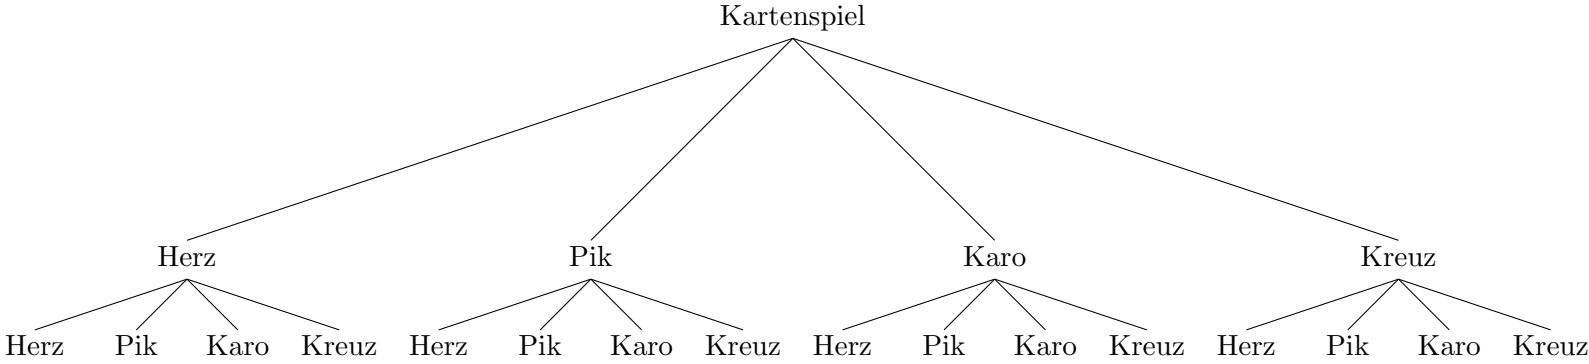 Kartenspiel
Herz Pik Karo Kreuz
Herz Pik Karo Kreuz Herz Pik Karo Kreuz Herz Pik Karo Kreuz Herz Pik Karo Kreuz